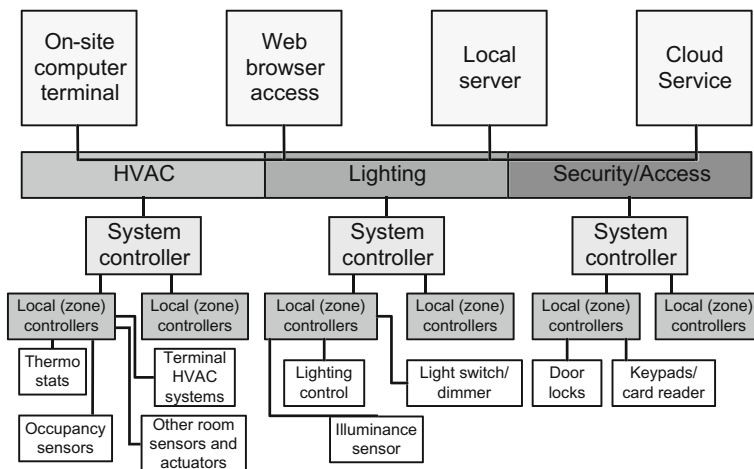 On-site
computer
terminal
Web
browser
access
Local
server
Cloud
Service
HVAC
Lighting
Security/Access
System
controller
System
controller
System
controller
Local (zone)
controllers
Local (zone)
controllers
Local (zone)
controllers
Local (zone)
controllers
Local (zone)
controllers
Local (zone)
controllers
Thermo
stats
Terminal
HVAC
systems
Lighting
control
Light switch/
dimmer
Door
locks
Keypads/
card reader
Occupancy
sensors
Other room
sensors and
actuators
Illuminance
sensor